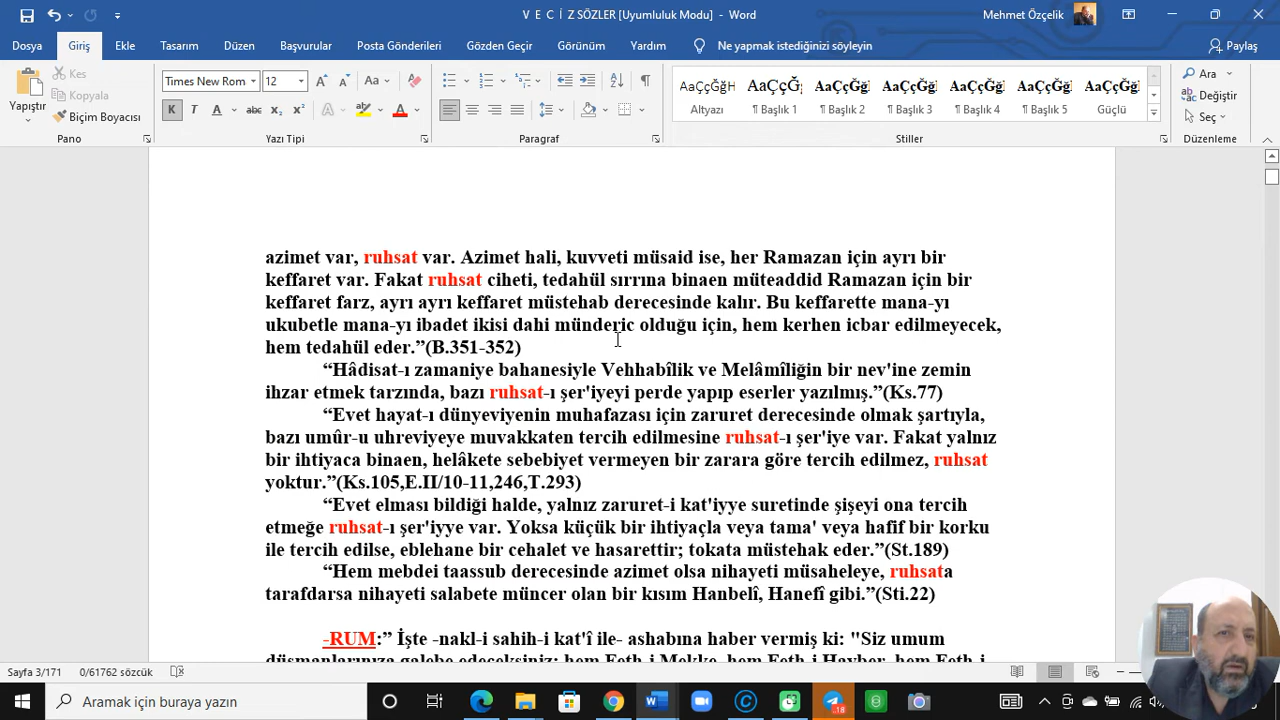 V E C İ Z SÖZLER [Uyumluluk Modu] - Word
Mehmet Özçelik
Dosya Giriş Ekle Tasarım Düzen Başvurular Posta Gönderileri Gözden Geçir Görünüm Yardım Ne yapmak istediğinizi söyleyin Paylaş
Yapıştır
Kes
Kopyala
Biçim Boyacısı
Times New Rom 12
AaÇçĞğ AaÇçĞ AaÇçĞğ AaÇçĞğ AaÇçĞğ AaÇçĞğ AaÇçĞğ
Altyazı ¶ Başlık 1 ¶ Başlık 2 ¶ Başlık 3 ¶ Başlık 4 ¶ Başlık 5 Güçlü
Ara
Değiştir
Seç
Pano Yazı Tipi Paragraf Stiller Düzenleme
azimet var, ruhsat var. Azimet hali, kuvveti müsaid ise, her Ramazan için ayrı bir
keffaret var. Fakat ruhsat ciheti, tedahül sırrına binaen müteaddid Ramazan için bir
keffaret farz, ayrı ayrı keffaret müstehab derecesinde kalır. Bu keffarette mana-yı
ukubetle mana-yı ibadet ikisi dahi münderic olduğu için, hem kerhen icbar edilmeyecek,
hem tedahül eder.”(B.351-352)
“Hâdisat-ı zamaniye bahanesiyle Vehhabîlik ve Melâmîliğin bir nev'ine zemin
ihzar etmek tarzında, bazı ruhsat-ı şer'iyeyi perde yapıp eserler yazılmış.”(Ks.77)
“Evet hayat-ı dünyeviyenin muhafazası için zaruret derecesinde olmak şartıyla,
bazı umûr-u uhreviyeye muvakkaten tercih edilmesine ruhsat-ı şer'iye var. Fakat yalnız
bir ihtiyaca binaen, helâkete sebebiyet vermeyen bir zarara göre tercih edilmez, ruhsat
yoktur.”(Ks.105,E.II/10-11,246,T.293)
“Evet elması bildiği halde, yalnız zaruret-i kat'iyye suretinde şişeyi ona tercih
etmeğe ruhsat-ı şer'iyye var. Yoksa küçük bir ihtiyaçla veya tama' veya hafif bir korku
ile tercih edilse, eblehane bir cehalet ve hasarettir; tokata müstehak eder.”(St.189)
“Hem mebdei taassub derecesinde azimet olsa nihayeti müsaheleye, ruhsata
tarafdarsa nihayeti salabete müncer olan bir kısım Hanbelî, Hanefî gibi.”(Sti.22)
-RUM:” İşte -nakl-i sahih-i kat'î ile- ashabına haber vermiş ki: "Siz umum
düşmanlarınıza galebe edeceksiniz; hem Feth-i Mekke, hem Feth-i Hayber, hem Feth-i
Sayfa 3/171 0/61762 sözcük
Aramak için buraya yazın
18